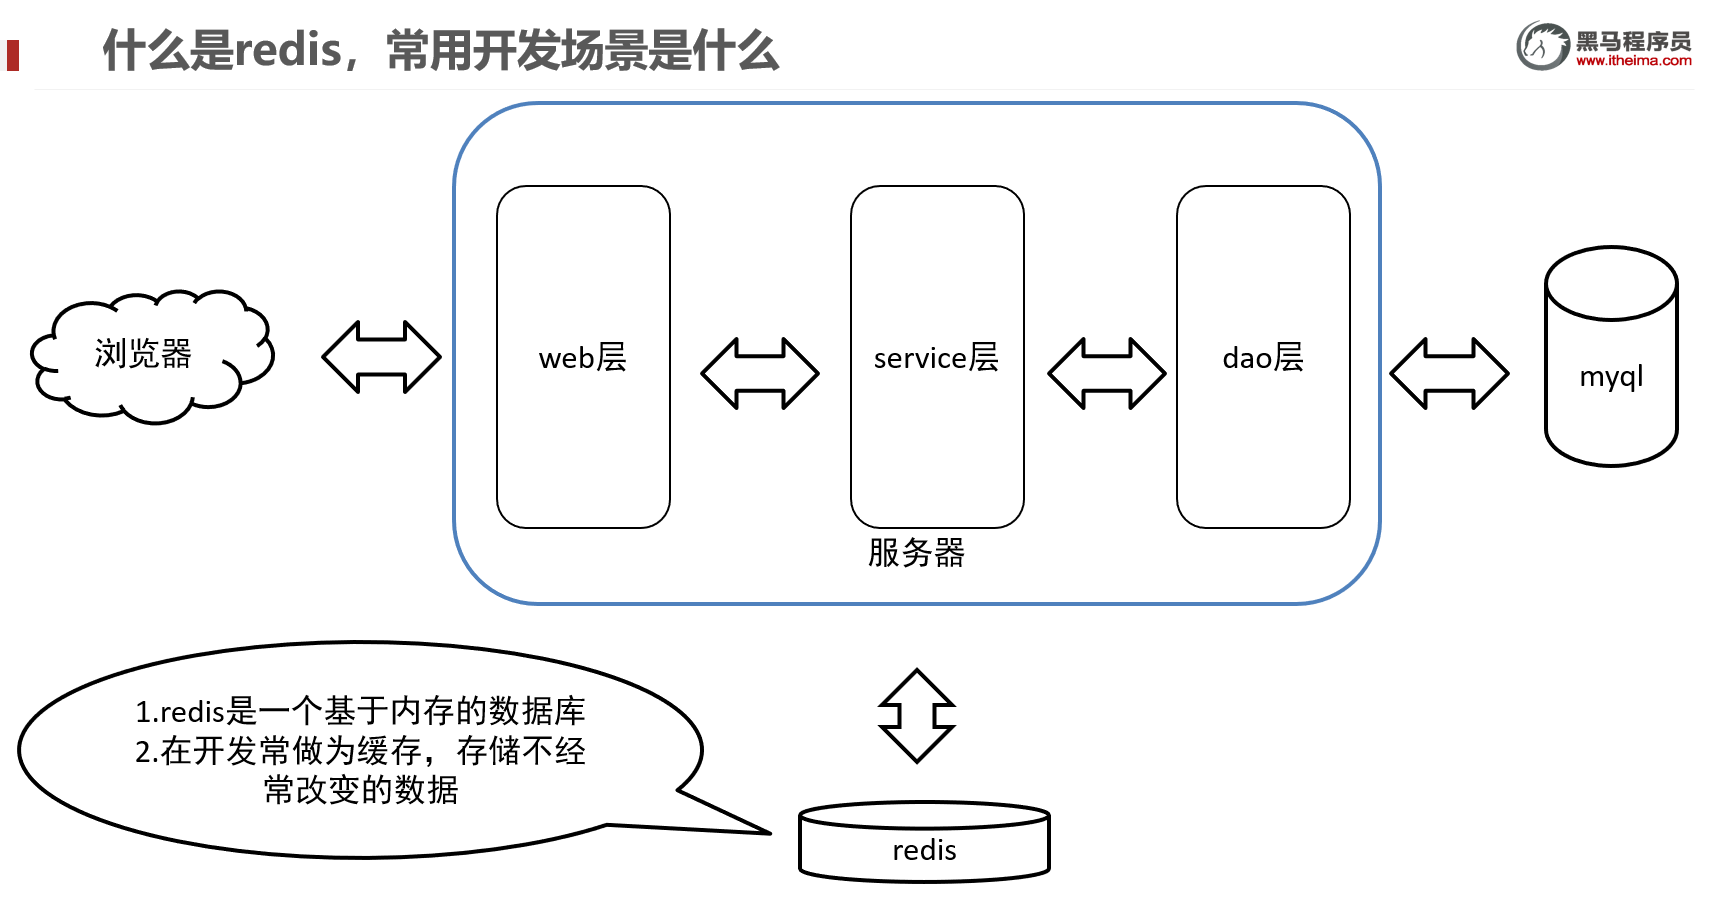 什么是redis，常用开发场景是什么
黑马程序员
www.itheima.com
浏览器
web层
service层
dao层
myql
服务器
1.redis是一个基于内存的数据库
2.在开发常做为缓存，存储不经
常改变的数据
redis